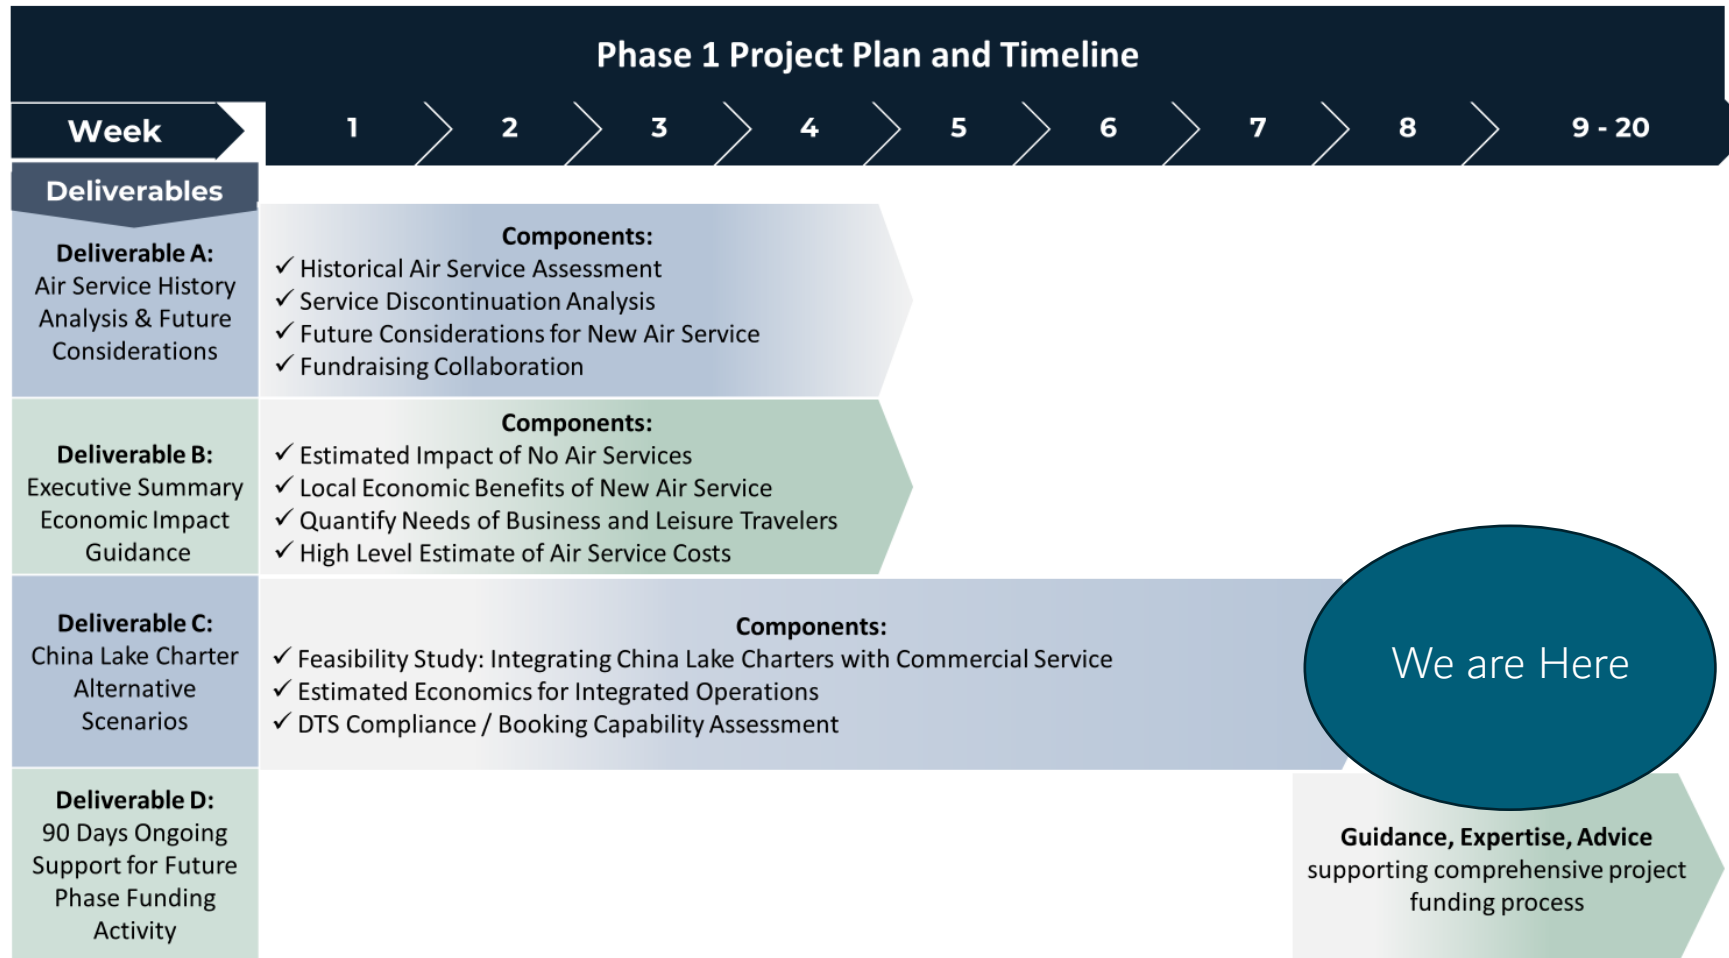 Phase 1 Project Plan and Timeline
Week 1 2 3 4 5 6 7 8 9 - 20
Deliverables
Deliverable A:
Air Service History
Analysis & Future
Considerations
Components:
✓ Historical Air Service Assessment
✓ Service Discontinuation Analysis
✓ Future Considerations for New Air Service
✓ Fundraising Collaboration
Deliverable B:
Executive Summary
Economic Impact
Guidance
Components:
✓ Estimated Impact of No Air Services
✓ Local Economic Benefits of New Air Service
✓ Quantify Needs of Business and Leisure Travelers
✓ High Level Estimate of Air Service Costs
Deliverable C:
China Lake Charter
Alternative
Scenarios
Components:
✓ Feasibility Study: Integrating China Lake Charters with Commercial Service
✓ Estimated Economics for Integrated Operations
✓ DTS Compliance / Booking Capability Assessment
We are Here
Deliverable D:
90 Days Ongoing
Support for Future
Phase Funding
Activity
Guidance, Expertise, Advice
supporting comprehensive project
funding process